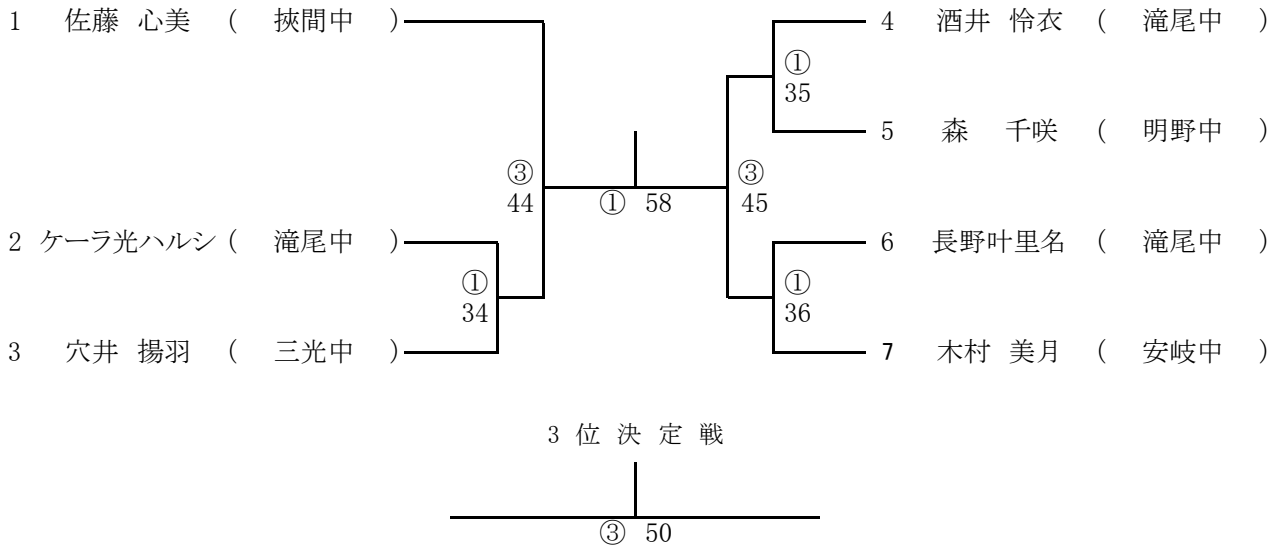 1 佐藤 心美 ( 挾間中 )
4 酒井 怜衣 ( 滝尾中 )
①
35
5 森 千咲 ( 明野中 )
③
44
① 58
③
45
2 ケーラ光ハルシ ( 滝尾中 )
6 長野叶里名 ( 滝尾中 )
①
34
①
36
3 穴井 揚羽 ( 三光中 )
7 木村 美月 ( 安岐中 )
3 位 決 定 戦
③ 50